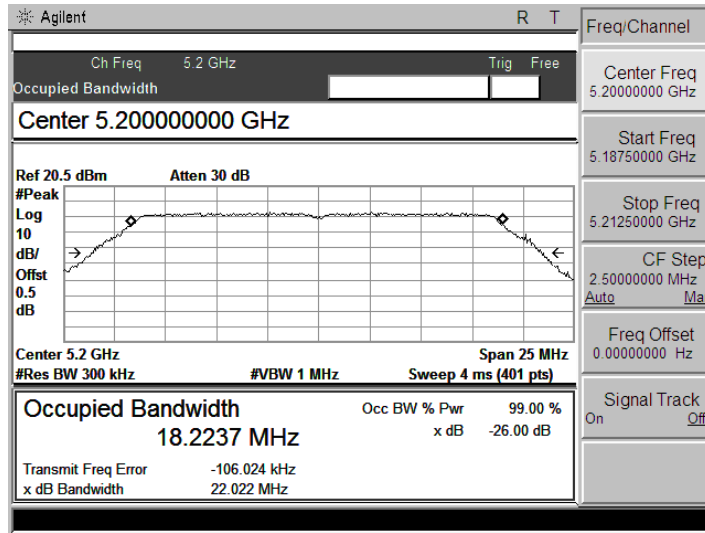 Agilent R T
Ch Freq 5.2 GHz Trig Free
Occupied Bandwidth
Center 5.200000000 GHz
Ref 20.5 dBm Atten 30 dB
#Peak
Log
10
dB/
Offst
0.5
dB
Center 5.2 GHz Span 25 MHz
#Res BW 300 kHz #VBW 1 MHz Sweep 4 ms (401 pts)
Occupied Bandwidth Occ BW % Pwr 99.00 %
18.2237 MHz x dB -26.00 dB
Transmit Freq Error -106.024 kHz
x dB Bandwidth 22.022 MHz
Freq/Channel
Center Freq
5.20000000 GHz
Start Freq
5.18750000 GHz
Stop Freq
5.21250000 GHz
CF Step
2.50000000 MHz
Auto Ma
Freq Offset
0.00000000 Hz
Signal Track
On Off